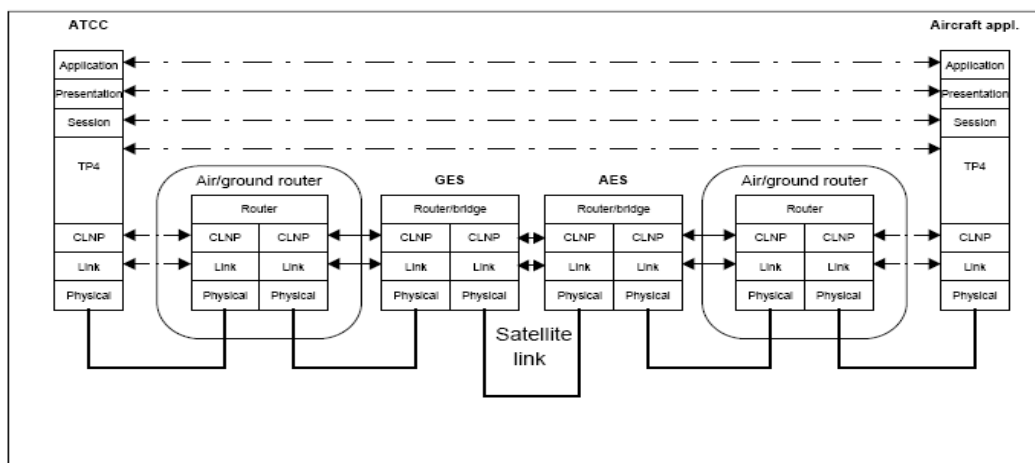 ATCC
Aircraft appl.
Application
Application
Presentation
Presentation
Session
Session
TP4
TP4
Air/ground router
GES
AES
Air/ground router
Router
Router/bridge
Router/bridge
Router
CLNP
CLNP
CLNP
CLNP
CLNP
CLNP
CLNP
CLNP
CLNP
CLNP
Link
Link
Link
Link
Link
Link
Link
Link
Link
Link
Physical
Physical
Physical
Physical
Physical
Physical
Physical
Physical
Physical
Physical
Satellite
link